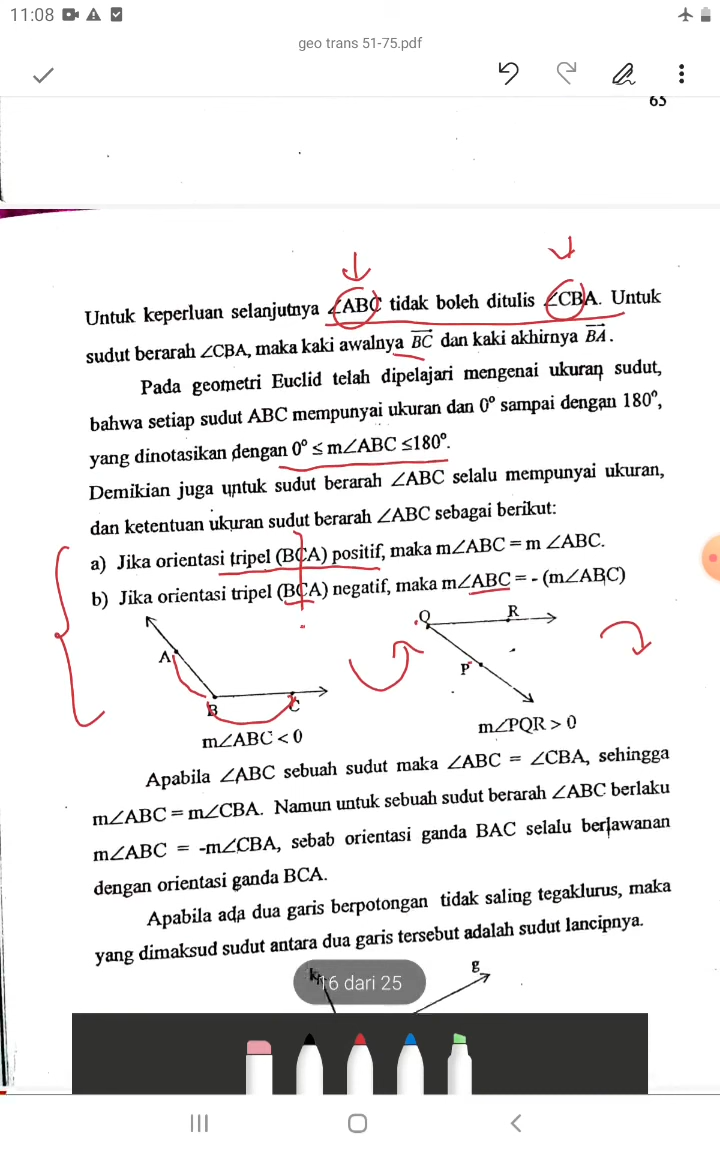 11:08
geo trans 51-75.pdf
65
Untuk keperluan selanjutnya ∠ABC tidak boleh ditulis ∠CBA. Untuk
sudut berarah ∠CBA, maka kaki awalnya BC dan kaki akhirnya BA.
Pada geometri Euclid telah dipelajari mengenai ukuran sudut,
bahwa setiap sudut ABC mempunyai ukuran dan 0° sampai dengan 180°,
yang dinotasikan dengan 0° ≤ m∠ABC ≤180°.
Demikian juga untuk sudut berarah ∠ABC selalu mempunyai ukuran,
dan ketentuan ukuran sudut berarah ∠ABC sebagai berikut:
a) Jika orientasi tripel (BCA) positif, maka m∠ABC = m ∠ABC.
b) Jika orientasi tripel (BCA) negatif, maka m∠ABC = - (m∠ABC)
Q R
A P
B C
m∠ABC < 0 m∠PQR > 0
Apabila ∠ABC sebuah sudut maka ∠ABC = ∠CBA, sehingga
m∠ABC = m∠CBA. Namun untuk sebuah sudut berarah ∠ABC berlaku
m∠ABC = -m∠CBA, sebab orientasi ganda BAC selalu berlawanan
dengan orientasi ganda BCA.
Apabila ada dua garis berpotongan tidak saling tegaklurus, maka
yang dimaksud sudut antara dua garis tersebut adalah sudut lancipnya.
k g
16 dari 25